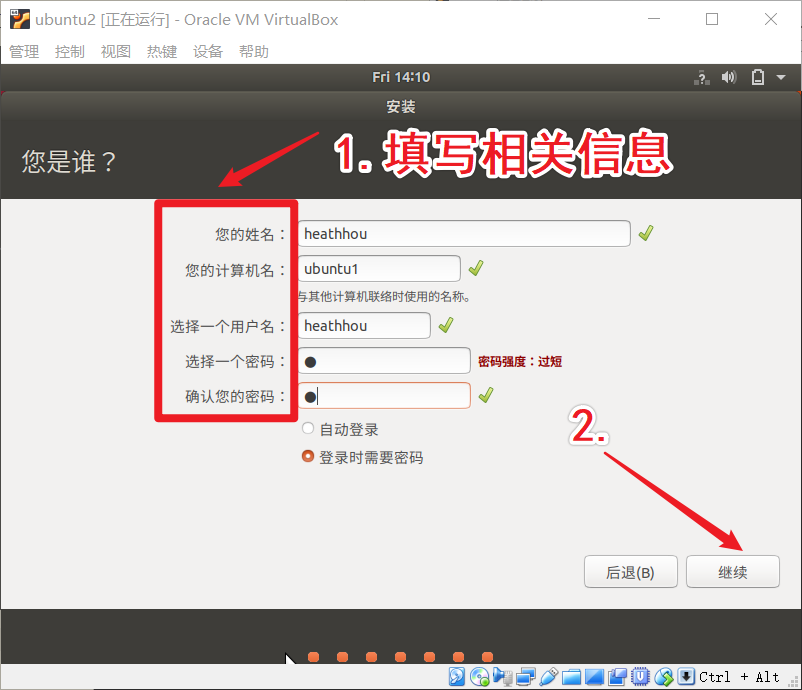 ubuntu2 [正在运行] - Oracle VM VirtualBox
管理 控制 视图 热键 设备 帮助
Fri 14:10
安装
您是谁？
1.填写相关信息
您的姓名： heathhou
您的计算机名： ubuntu1
与其他计算机联络时使用的名称。
选择一个用户名： heathhou
选择一个密码： ● 密码强度：过短
确认您的密码： ●
自动登录
登录时需要密码
2.
后退(B) 继续
Ctrl + Alt